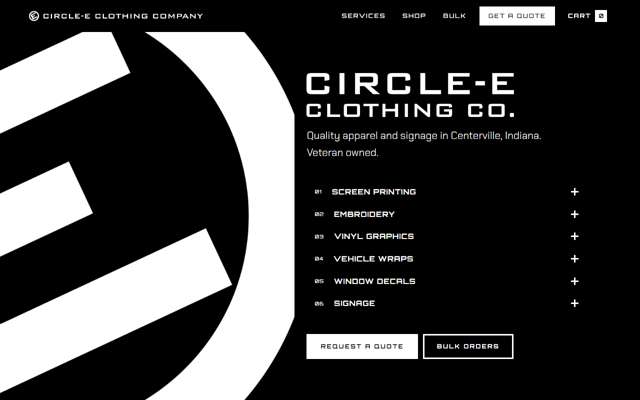 CIRCLE-E CLOTHING COMPANY
SERVICES
SHOP
BULK
GET A QUOTE
CART 0
CIRCLE-E
CLOTHING CO.
Quality apparel and signage in Centerville, Indiana.
Veteran owned.
01 SCREEN PRINTING +
02 EMBROIDERY +
03 VINYL GRAPHICS +
04 VEHICLE WRAPS +
05 WINDOW DECALS +
06 SIGNAGE +
REQUEST A QUOTE
BULK ORDERS